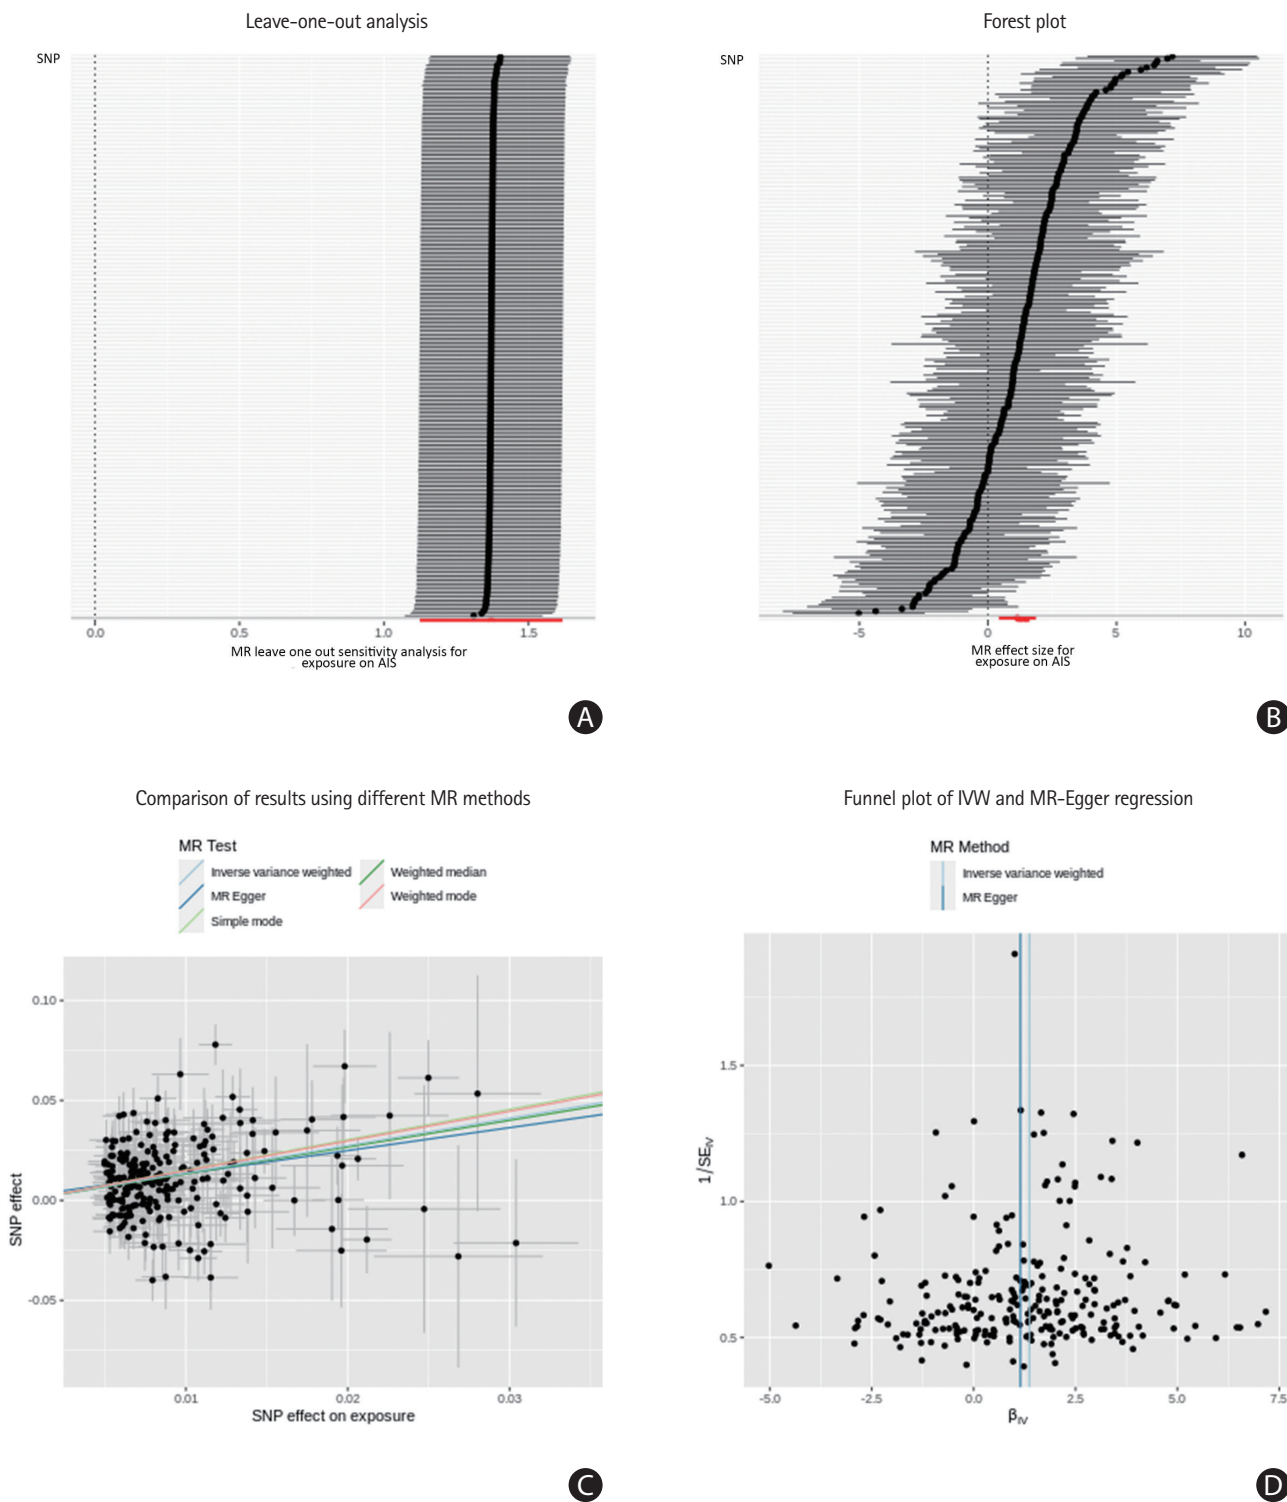 Leave-one-out analysis
SNP
0.0 0.5 1.0 1.5
MR leave one out sensitivity analysis for
exposure on AIS
A
Forest plot
SNP
-5 0 5 10
MR effect size for
exposure on AIS
B
Comparison of results using different MR methods
MR Test
Inverse variance weighted
Weighted median
MR Egger
Weighted mode
Simple mode
SNP effect
0.10
0.05
0.00
-0.05
0.01 0.02 0.03
SNP effect on exposure
C
Funnel plot of IVW and MR-Egger regression
MR Method
Inverse variance weighted
MR Egger
1/SE_IV
1.5
1.0
0.5
-5.0 -2.5 0.0 2.5 5.0 7.5
β_IV
D